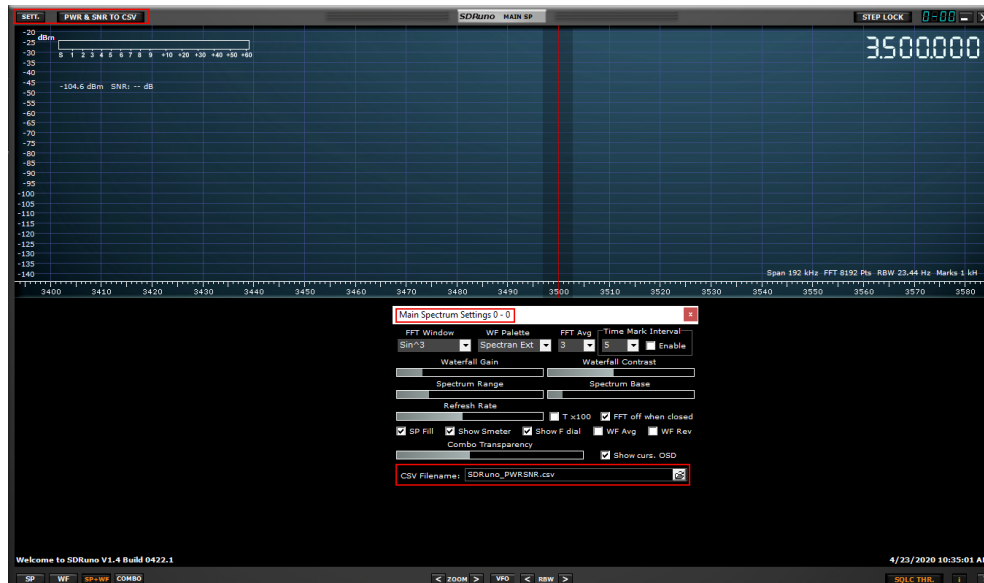 SETT. PWR & SNR TO CSV SDRuno MAIN SP STEP LOCK 0-00
-20 dBm 3.500.000
-25
-30 S 1 2 3 4 5 6 7 8 9 +10 +20 +30 +40 +50 +60
-35
-40
-45 -104.6 dBm SNR: -- dB
-50
-55
-60
-65
-70
-75
-80
-85
-90
-95
-100
-105
-110
-115
-120
-125
-130
-135 Span 192 kHz FFT 8192 Pts RBW 23.44 Hz Marks 1 kH
-140
3400 3410 3420 3430 3440 3450 3460 3470 3480 3490 3500 3510 3520 3530 3540 3550 3560 3570 3580
Main Spectrum Settings 0 - 0 x
FFT Window WF Palette FFT Avg Time Mark Interval
Sin^3 Spectran Ext 3 5 Enable
Waterfall Gain Waterfall Contrast
Spectrum Range Spectrum Base
Refresh Rate
T x100 FFT off when closed
SP Fill Show Smeter Show F dial WF Avg WF Rev
Combo Transparency
Show curs. OSD
CSV Filename: SDRuno_PWRSNR.csv
Welcome to SDRuno V1.4 Build 0422.1 4/23/2020 10:35:01 A
SP WF SP+WF COMBO < ZOOM > VFO < RBW > SQLC THR. i